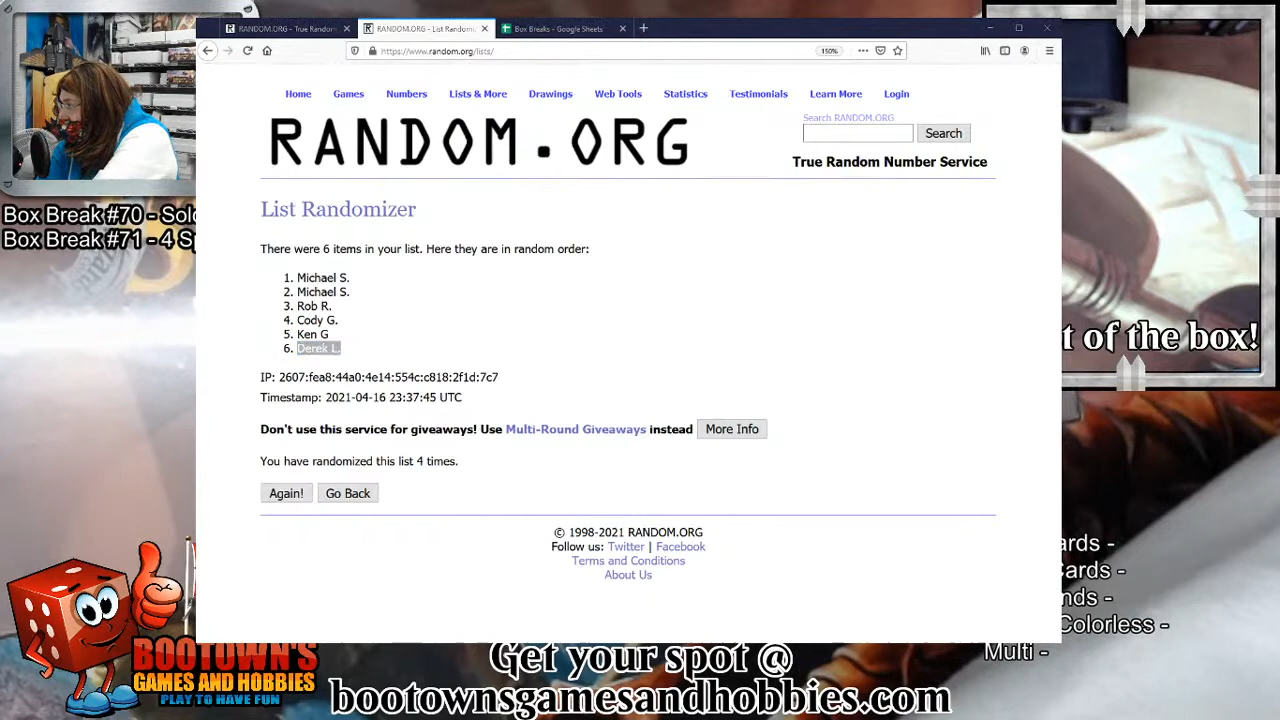 RANDOM.ORG - True Random
RANDOM.ORG - List Random
Box Breaks - Google Sheets
https://www.random.org/lists/
150%
Home Games Numbers Lists & More Drawings Web Tools Statistics Testimonials Learn More Login
RANDOM.ORG
Search RANDOM.ORG
Search
True Random Number Service
List Randomizer
There were 6 items in your list. Here they are in random order:
1. Michael S.
2. Michael S.
3. Rob R.
4. Cody G.
5. Ken G
6. Derek L.
IP: 2607:fea8:44a0:4e14:554c:c818:2f1d:7c7
Timestamp: 2021-04-16 23:37:45 UTC
Don't use this service for giveaways! Use Multi-Round Giveaways instead More Info
You have randomized this list 4 times.
Again! Go Back
© 1998-2021 RANDOM.ORG
Follow us: Twitter | Facebook
Terms and Conditions
About Us
Box Break #70 - Sol
Box Break #71 - 4 Sp
t of the box!
ards -
Cards -
nds -
Colorless -
Multi -
BOOTOWN'S
GAMES AND HOBBIES
PLAY TO HAVE FUN
Get your spot @
bootownsgamesandhobbies.com